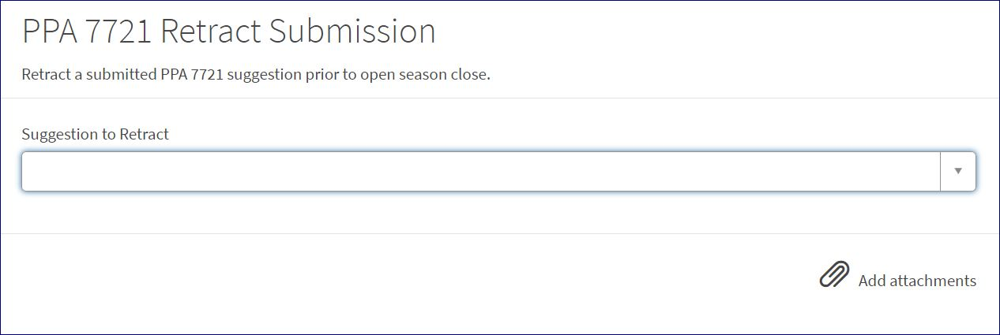 PPA 7721 Retract Submission
Retract a submitted PPA 7721 suggestion prior to open season close.
Suggestion to Retract
Add attachments